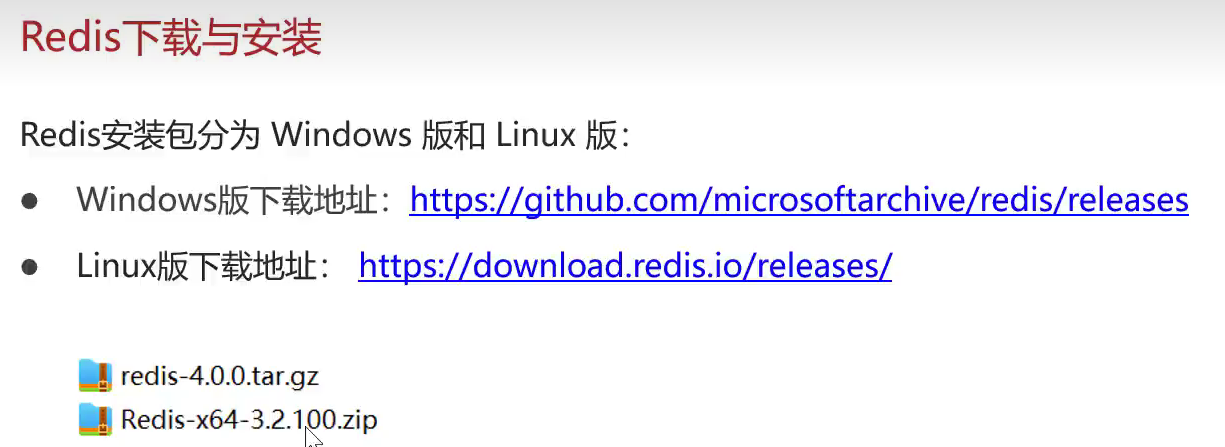 Redis下载与安装
Redis安装包分为 Windows 版和 Linux 版：
● Windows版下载地址：https://github.com/microsoftarchive/redis/releases
● Linux版下载地址： https://download.redis.io/releases/
redis-4.0.0.tar.gz
Redis-x64-3.2.100.zip